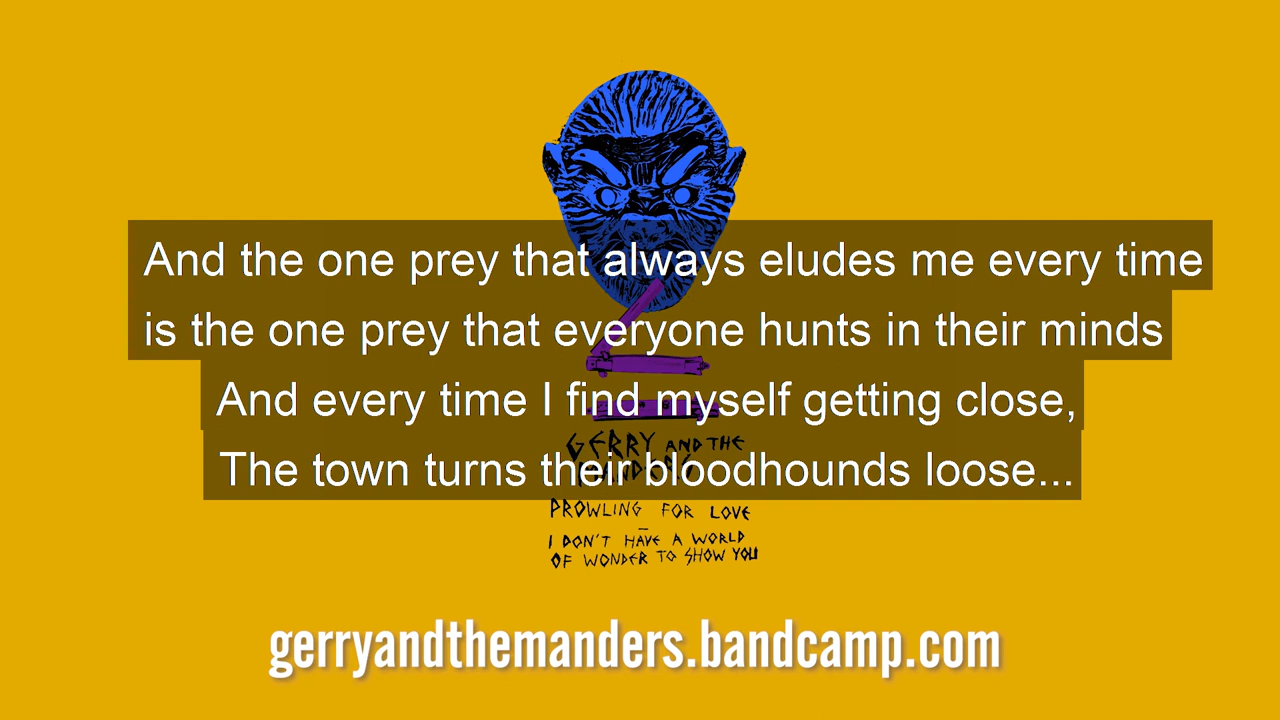 And the one prey that always eludes me every time
is the one prey that everyone hunts in their minds
And every time I find myself getting close,
The town turns their bloodhounds loose...
GERRY AND THE
PROWLING FOR LOVE
–
I DON'T HAVE A WORLD
OF WONDER TO SHOW YOU
gerryandthemanders.bandcamp.com